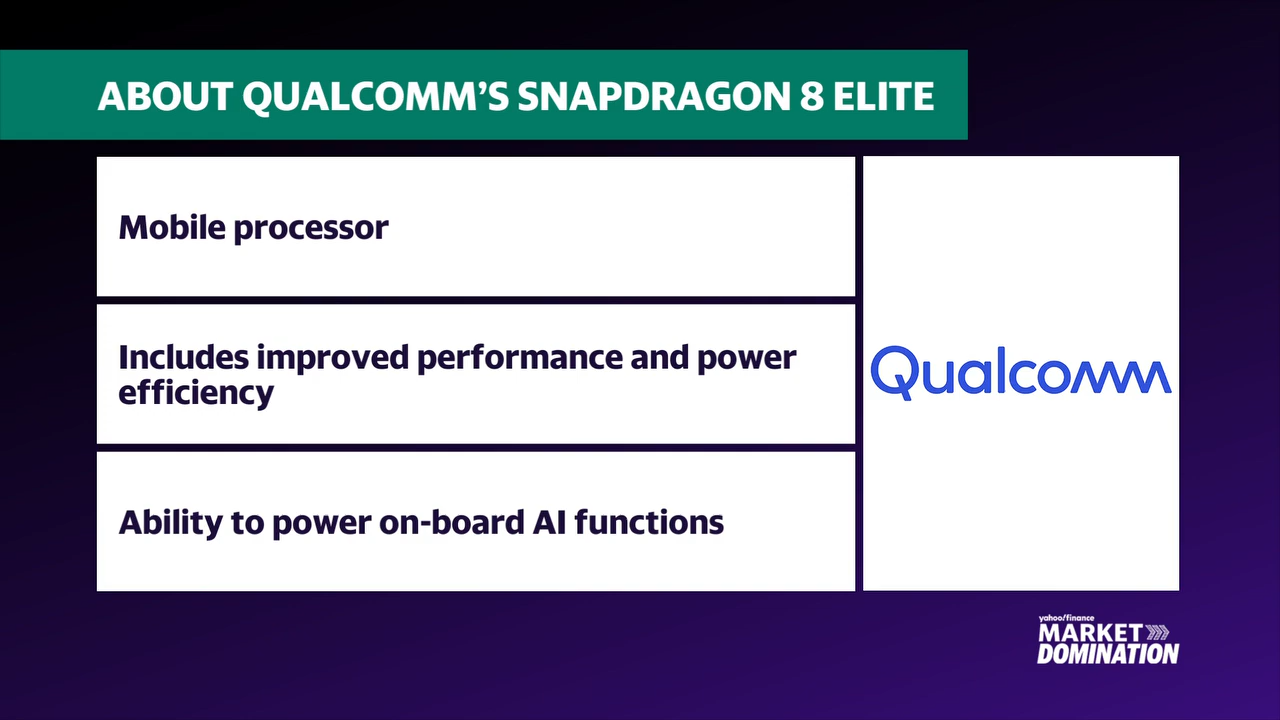 ABOUT QUALCOMM’S SNAPDRAGON 8 ELITE
Mobile processor
Includes improved performance and power
efficiency
Ability to power on-board AI functions
Qualcomm
yahoo/finance
MARKET
DOMINATION